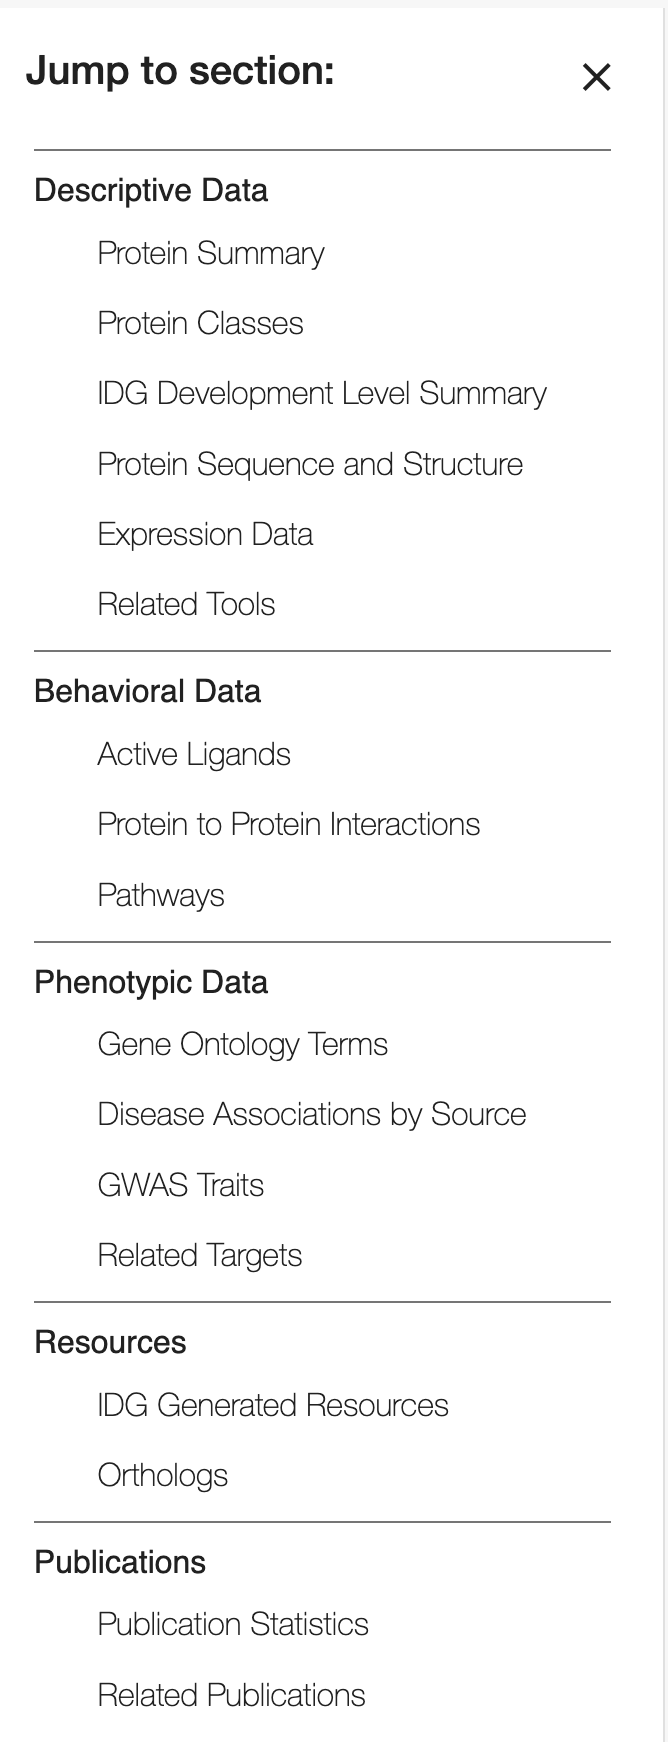 Jump to section:
Descriptive Data
Protein Summary
Protein Classes
IDG Development Level Summary
Protein Sequence and Structure
Expression Data
Related Tools
Behavioral Data
Active Ligands
Protein to Protein Interactions
Pathways
Phenotypic Data
Gene Ontology Terms
Disease Associations by Source
GWAS Traits
Related Targets
Resources
IDG Generated Resources
Orthologs
Publications
Publication Statistics
Related Publications